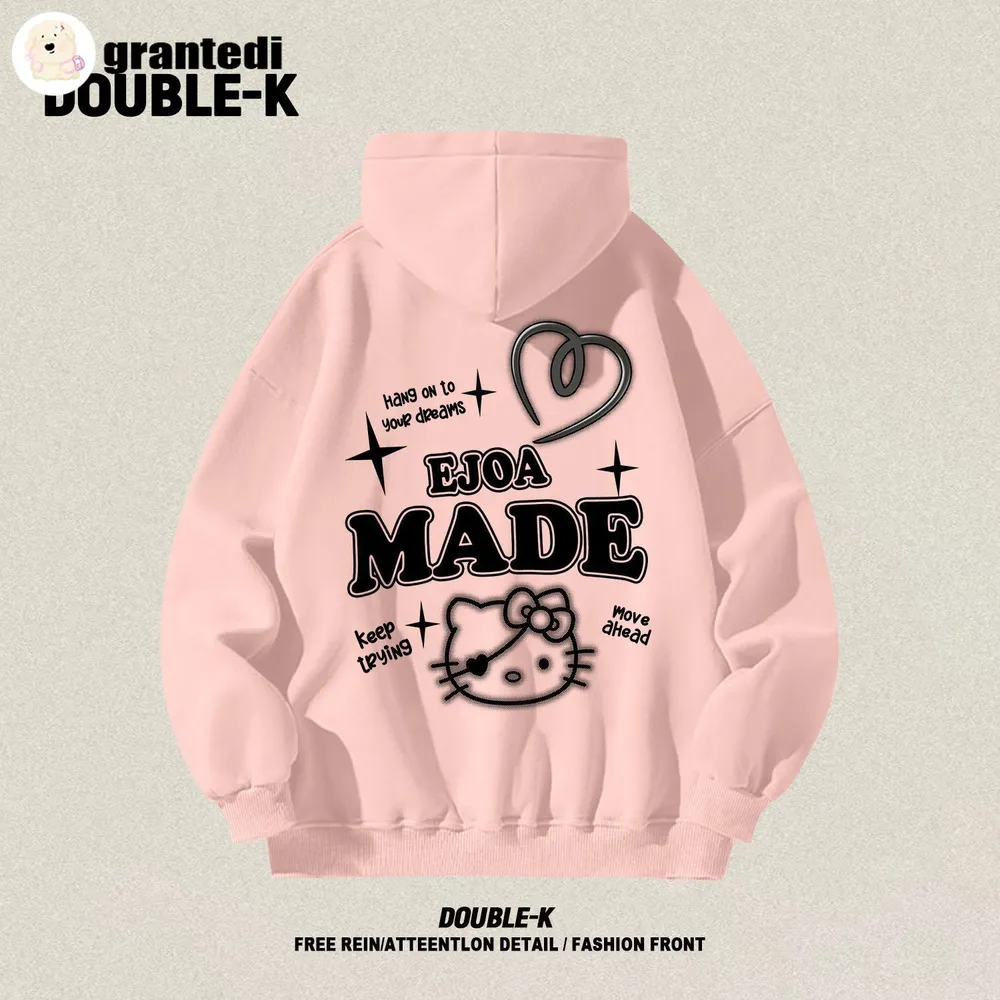 grantedi
DOUBLE-K
Hang on to
your dreams
EJOA
MADE
Keep
trying
Move
ahead
DOUBLE-K
FREE REIN/ATTEENTLON DETAIL / FASHION FRONT